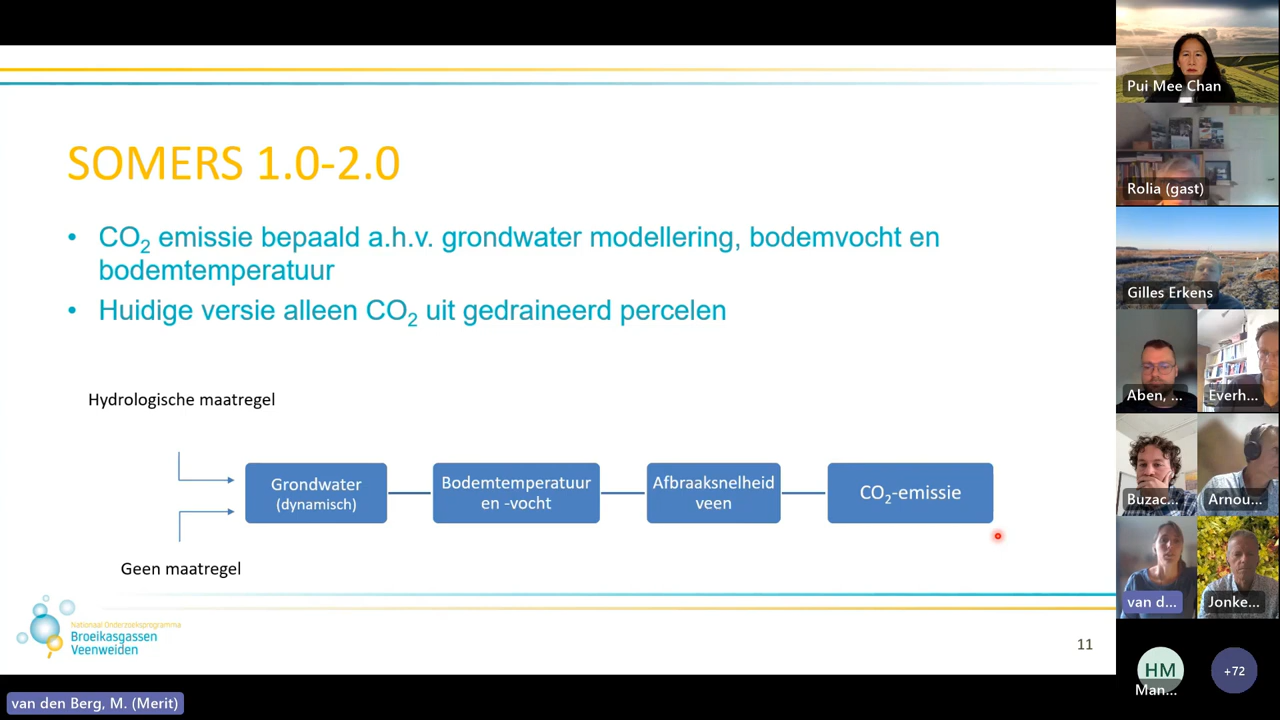 SOMERS 1.0-2.0
• CO₂ emissie bepaald a.h.v. grondwater modellering, bodemvocht en
bodemtemperatuur
• Huidige versie alleen CO₂ uit gedraineerd percelen
Hydrologische maatregel
Grondwater
(dynamisch)
Bodemtemperatuur
en -vocht
Afbraaksnelheid
veen
CO₂-emissie
Geen maatregel
Nationaal Onderzoeksprogramma
Broeikasgassen
Veenweiden
11
van den Berg, M. (Merit)
Pui Mee Chan
Rolia (gast)
Gilles Erkens
Aben, ...
Everh...
Buzac...
Arnou...
van d...
Jonke...
HM
Man...
+72